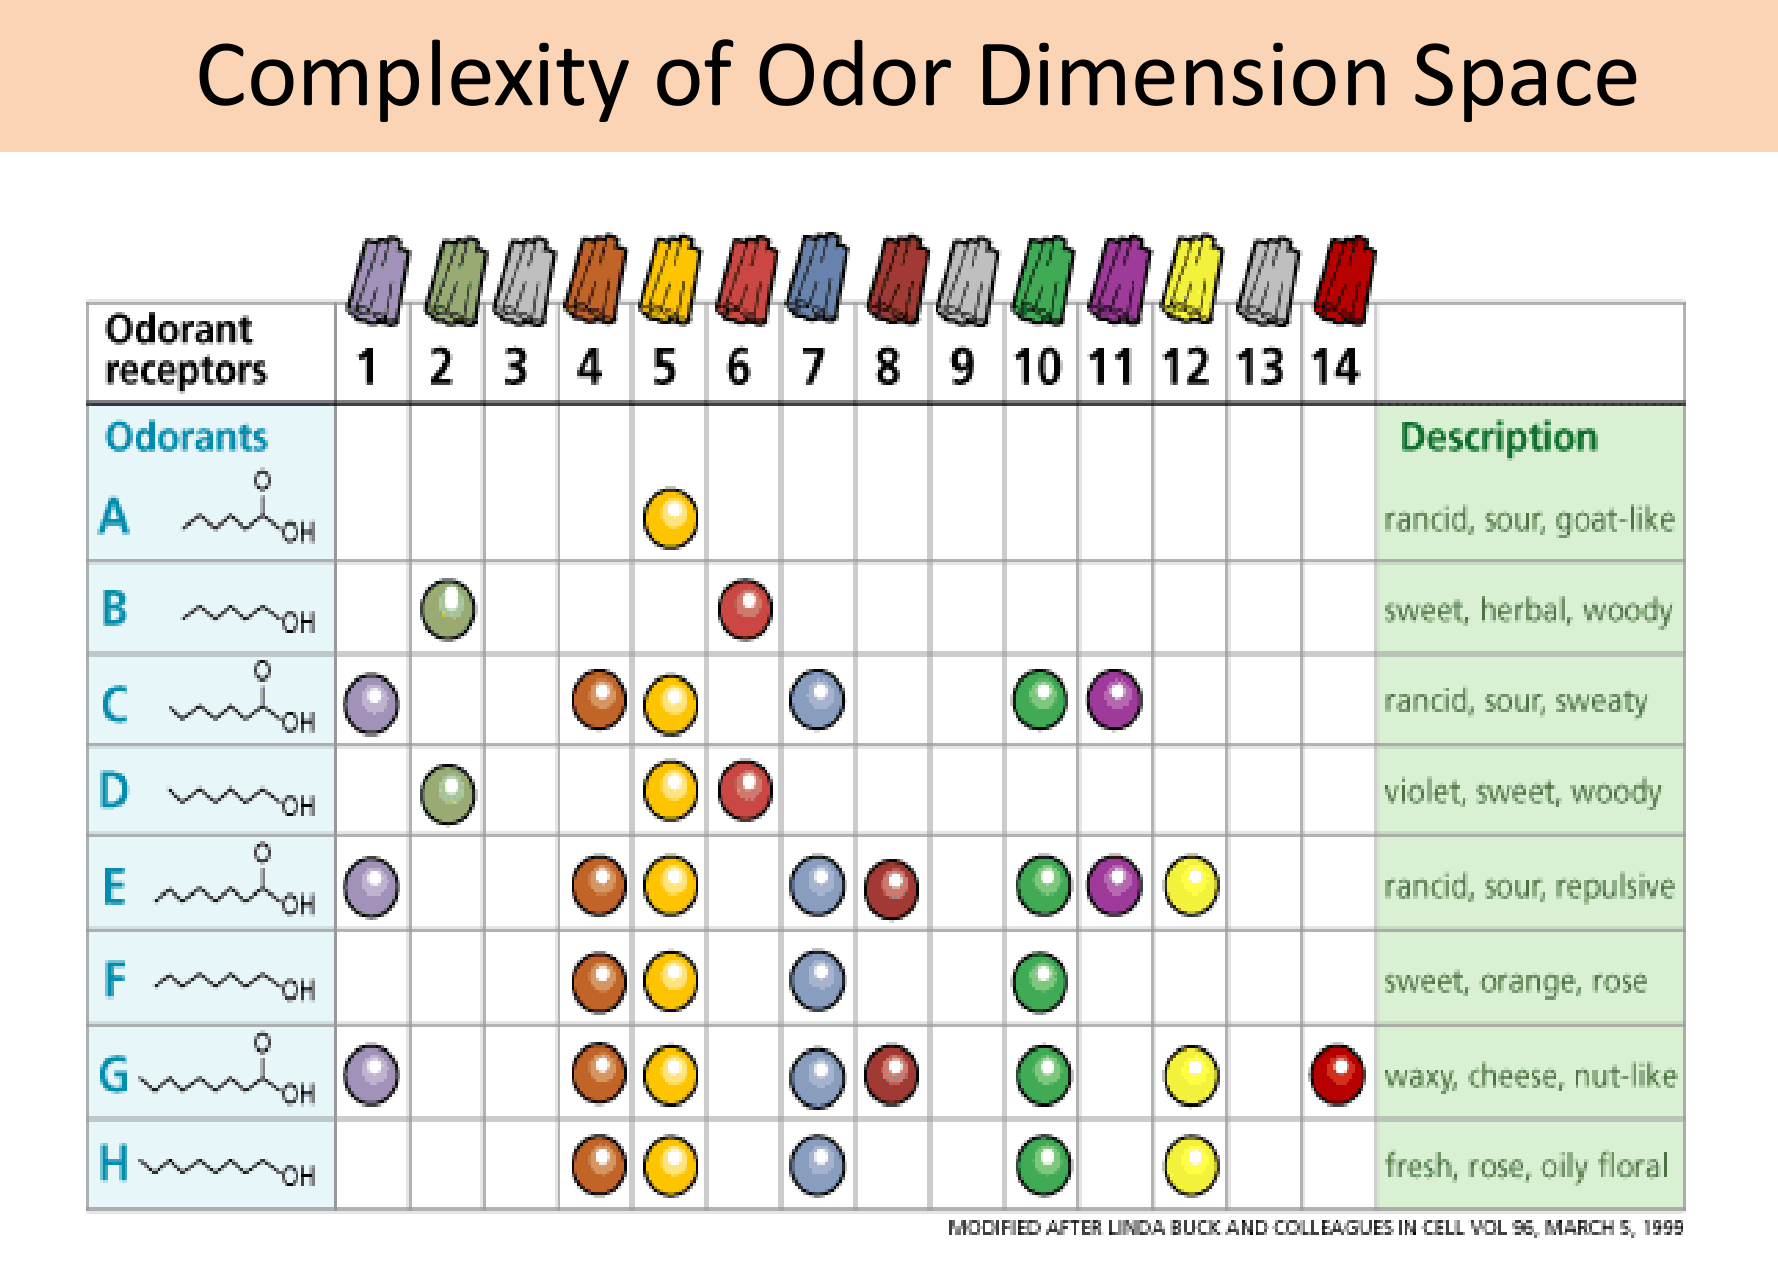 Complexity of Odor Dimension Space
Odorant
receptors
1 2 3 4 5 6 7 8 9 10 11 12 13 14
Odorants
Description
A
O
OH
rancid, sour, goat-like
B
OH
sweet, herbal, woody
C
O
OH
rancid, sour, sweaty
D
OH
violet, sweet, woody
E
O
OH
rancid, sour, repulsive
F
OH
sweet, orange, rose
G
O
OH
waxy, cheese, nut-like
H
OH
fresh, rose, oily floral
MODIFIED AFTER LINDA BUCK AND COLLEAGUES IN CELL VOL 96, MARCH 5, 1999